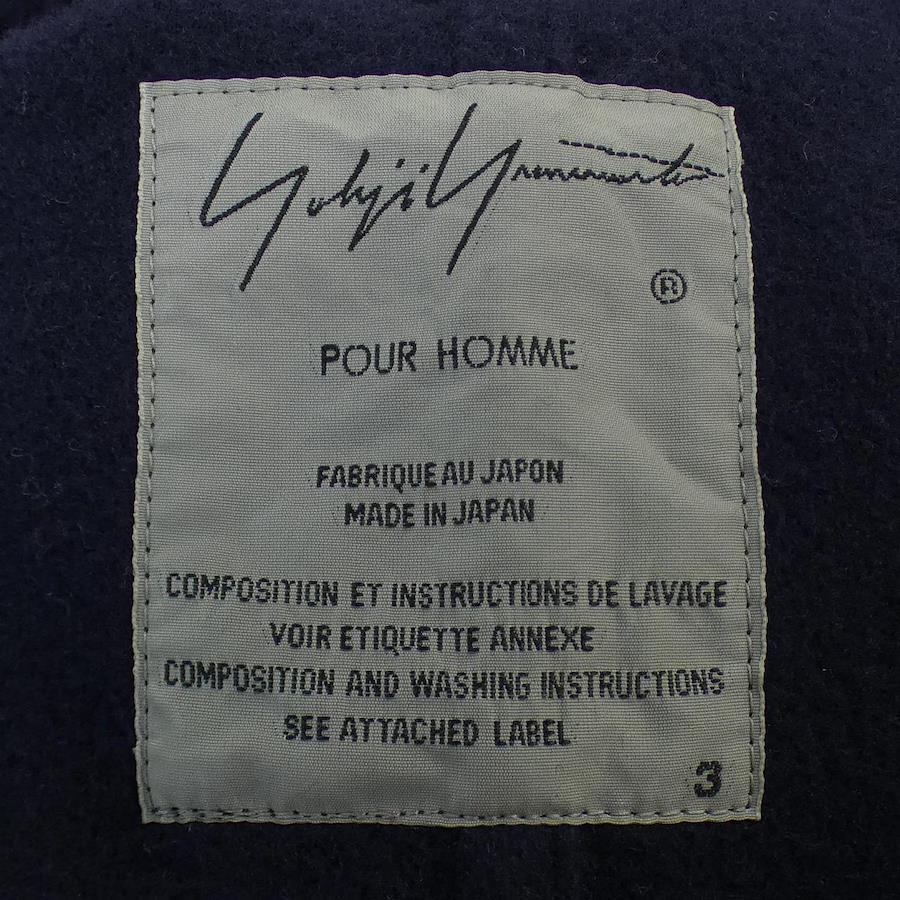 Yohji Yamamoto
®
POUR HOMME
FABRIQUE AU JAPON
MADE IN JAPAN
COMPOSITION ET INSTRUCTIONS DE LAVAGE
VOIR ETIQUETTE ANNEXE
COMPOSITION AND WASHING INSTRUCTIONS
SEE ATTACHED LABEL
3